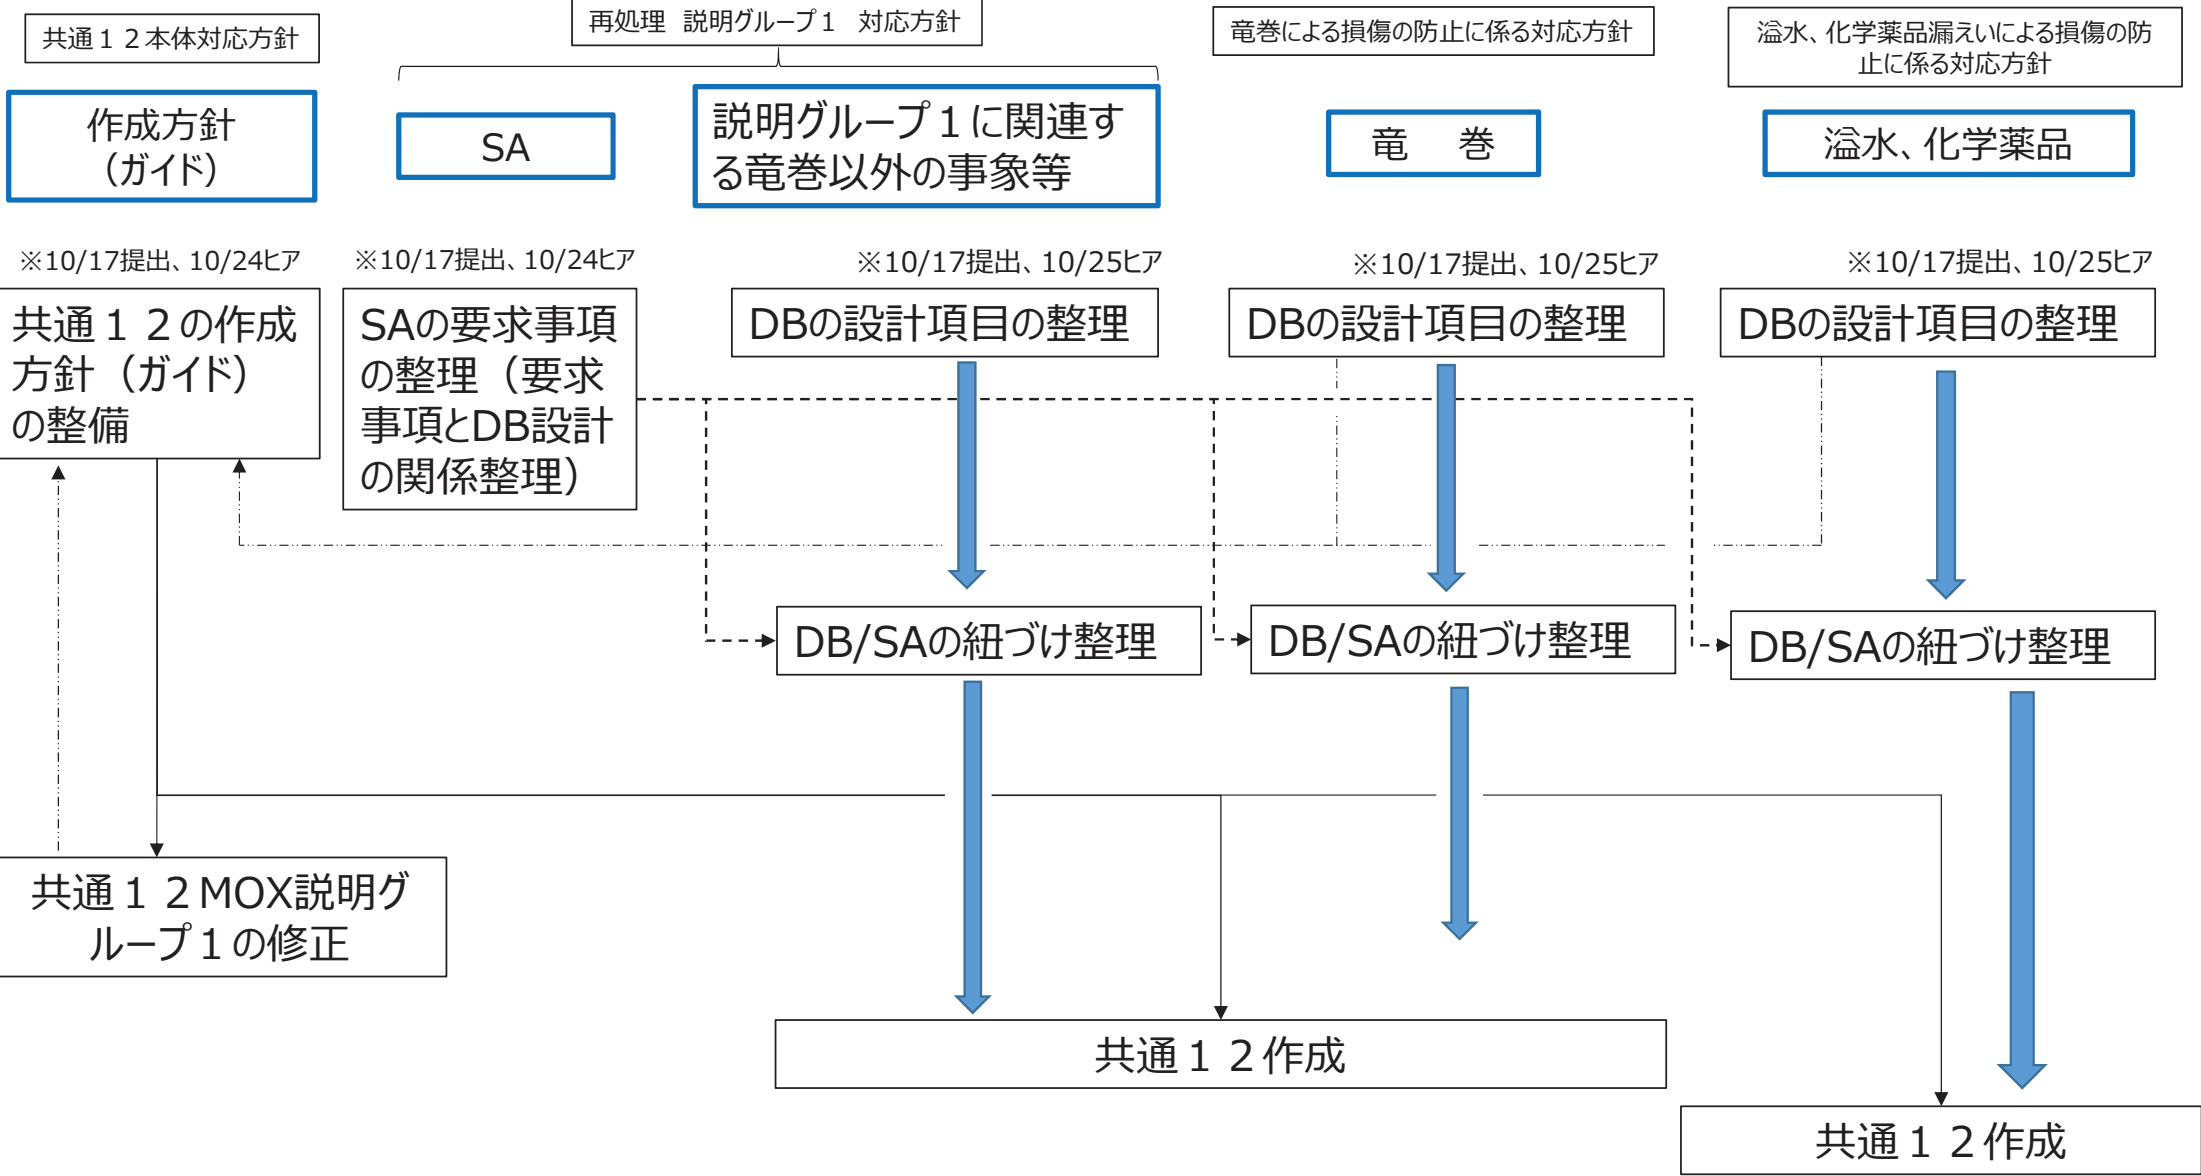 共通１２本体対応方針
再処理　説明グループ１　対応方針
竜巻による損傷の防止に係る対応方針
溢水、化学薬品漏えいによる損傷の防
止に係る対応方針
作成方針
（ガイド）
SA
説明グループ１に関連す
る竜巻以外の事象等
竜　巻
溢水、化学薬品
※10/17提出、10/24ヒア
※10/17提出、10/24ヒア
※10/17提出、10/25ヒア
※10/17提出、10/25ヒア
※10/17提出、10/25ヒア
共通１２の作成
方針（ガイド）
の整備
SAの要求事項
の整理（要求
事項とDB設計
の関係整理）
DBの設計項目の整理
DBの設計項目の整理
DBの設計項目の整理
DB/SAの紐づけ整理
DB/SAの紐づけ整理
DB/SAの紐づけ整理
共通１２MOX説明グ
ループ１の修正
共通１２作成
共通１２作成